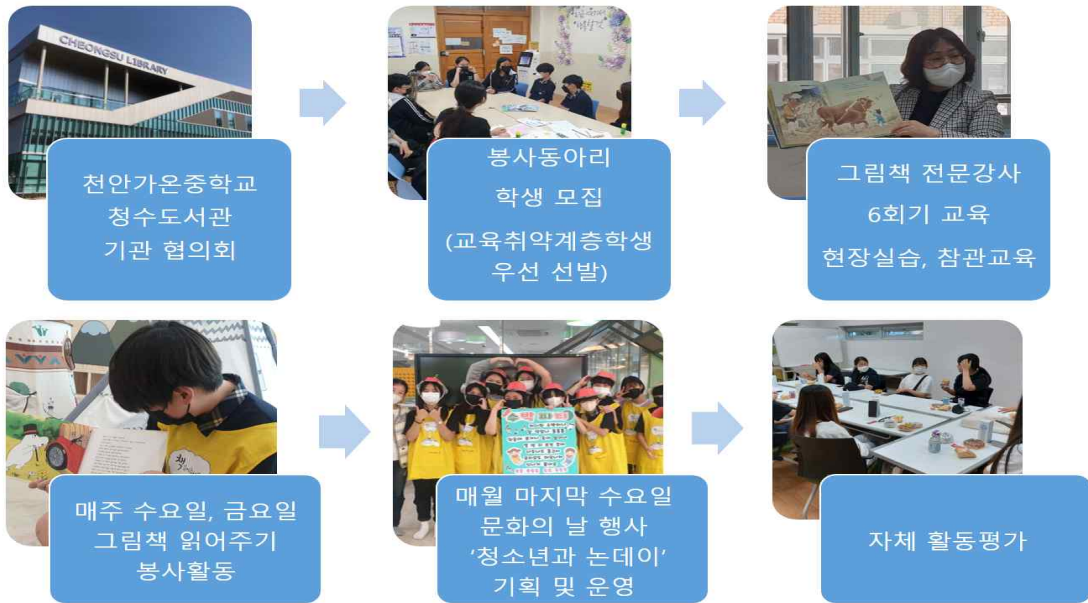 CHEONGSU LIBRARY
천안가온중학교
청수도서관
기관 협의회
봉사동아리
학생 모집
(교육취약계층학생
우선 선발)
그림책 전문강사
6회기 교육
현장실습, 참관교육
매주 수요일, 금요일
그림책 읽어주기
봉사활동
매월 마지막 수요일
문화의 날 행사
'청소년과 논데이'
기획 및 운영
자체 활동평가